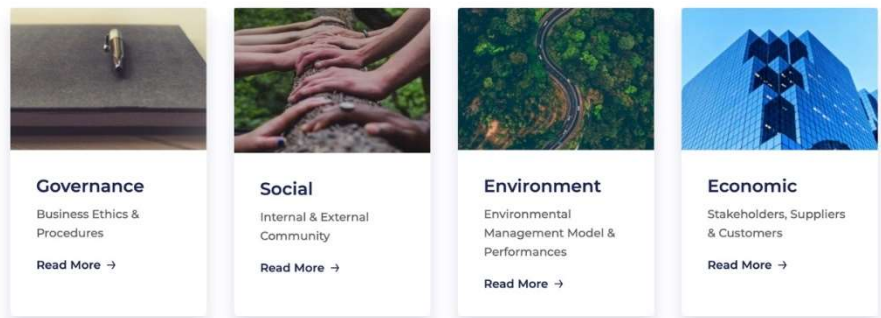 Governance
Business Ethics &
Procedures
Read More →
Social
Internal & External
Community
Read More →
Environment
Environmental
Management Model &
Performances
Read More →
Economic
Stakeholders, Suppliers
& Customers
Read More →